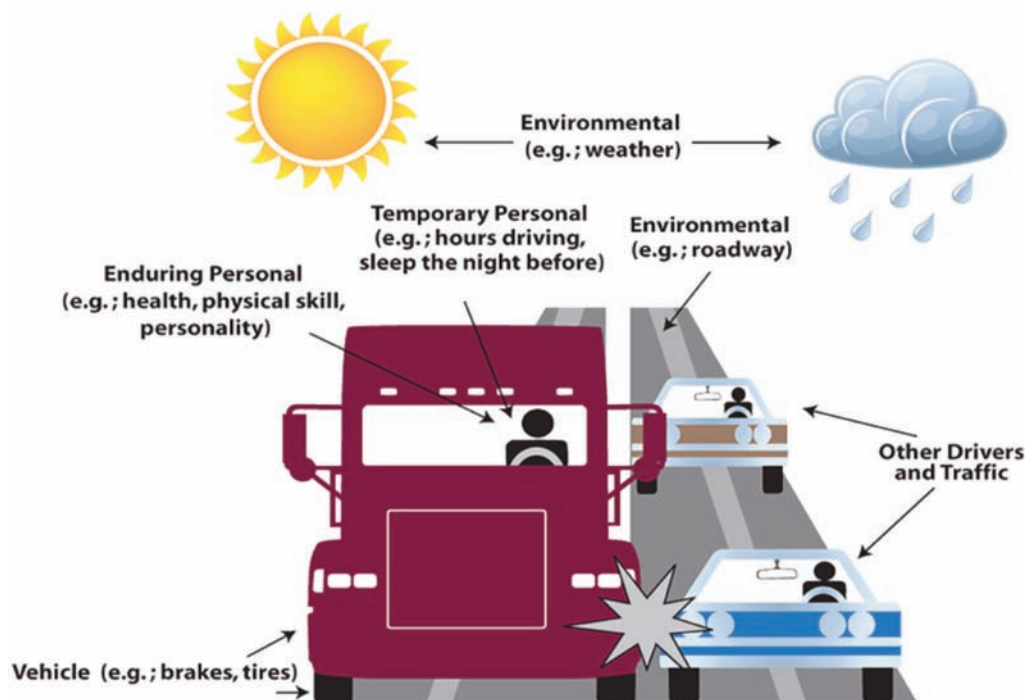 Environmental
(e.g.; weather)
Temporary Personal
(e.g.; hours driving,
sleep the night before)
Environmental
(e.g.; roadway)
Enduring Personal
(e.g.; health, physical skill,
personality)
Other Drivers
and Traffic
Vehicle (e.g.; brakes, tires)